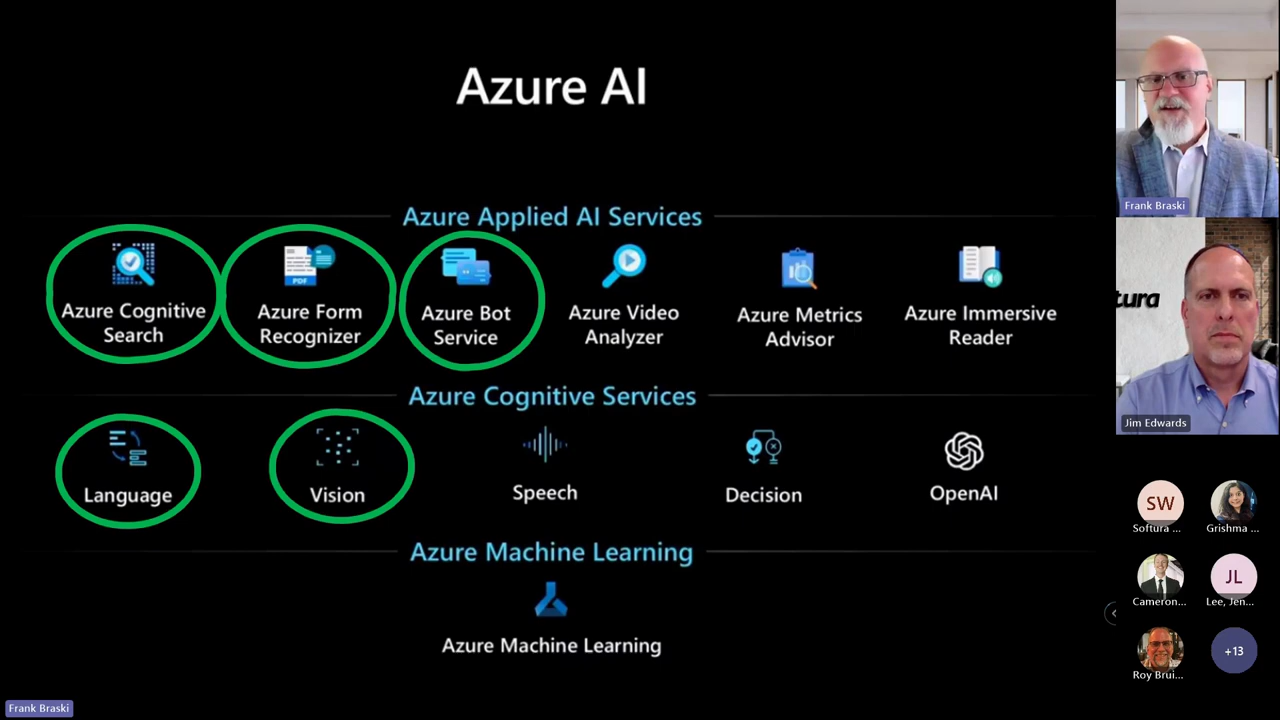 Azure AI
Azure Applied AI Services
Azure Cognitive
Search
PDF
Azure Form
Recognizer
Azure Bot
Service
Azure Video
Analyzer
Azure Metrics
Advisor
Azure Immersive
Reader
Azure Cognitive Services
Language
Vision
Speech
Decision
OpenAI
Azure Machine Learning
Azure Machine Learning
Frank Braski
Frank Braski
tura
Jim Edwards
SW
Softura ...
Grishma ...
Cameron...
JL
Lee, Jen...
Roy Brui...
+13